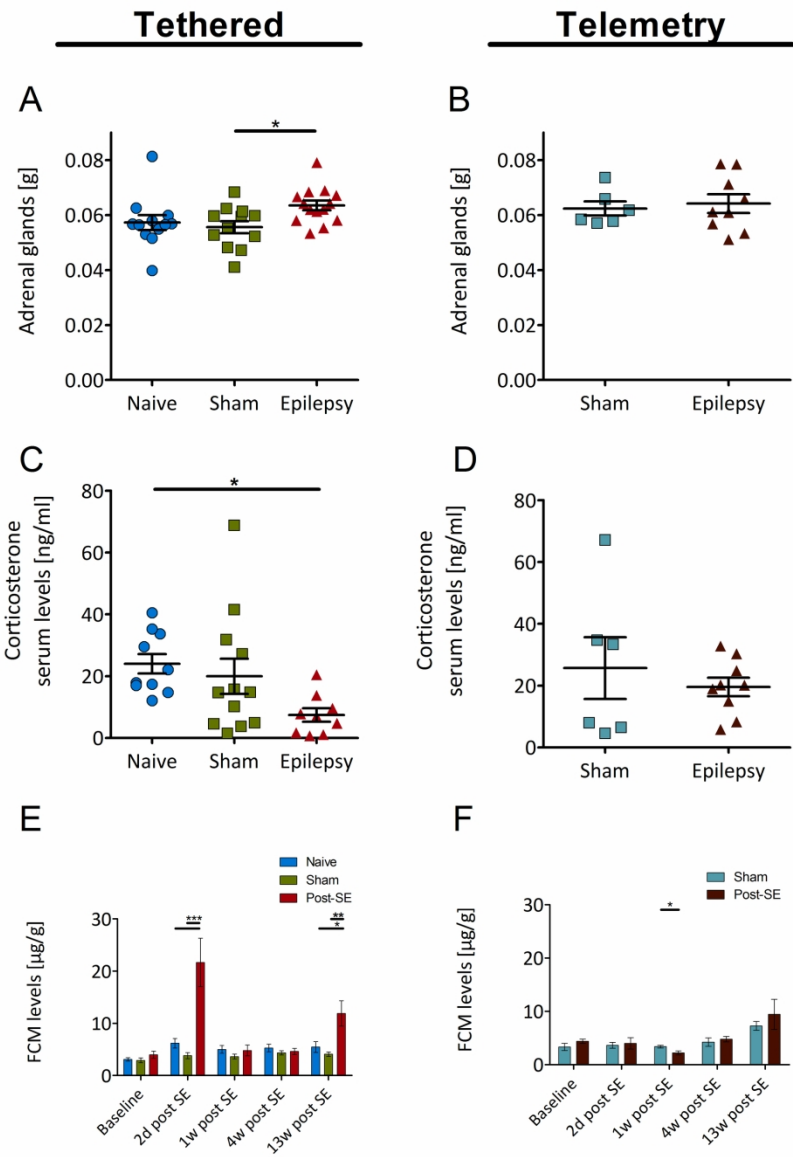 Tethered
Telemetry
A
B
*
Adrenal glands [g]
0.08
0.06
0.04
0.02
0.00
Naive Sham Epilepsy
Adrenal glands [g]
0.08
0.06
0.04
0.02
0.00
Sham Epilepsy
C
D
*
Corticosterone
serum levels [ng/ml]
80
60
40
20
0
Naive Sham Epilepsy
Corticosterone
serum levels [ng/ml]
80
60
40
20
0
Sham Epilepsy
E
F
Naive
Sham
Post-SE
***
**
*
FCM levels [µg/g]
30
20
10
0
Baseline
2d post SE
1w post SE
4w post SE
13w post SE
Sham
Post-SE
*
FCM levels [µg/g]
30
20
10
0
Baseline
2d post SE
1w post SE
4w post SE
13w post SE